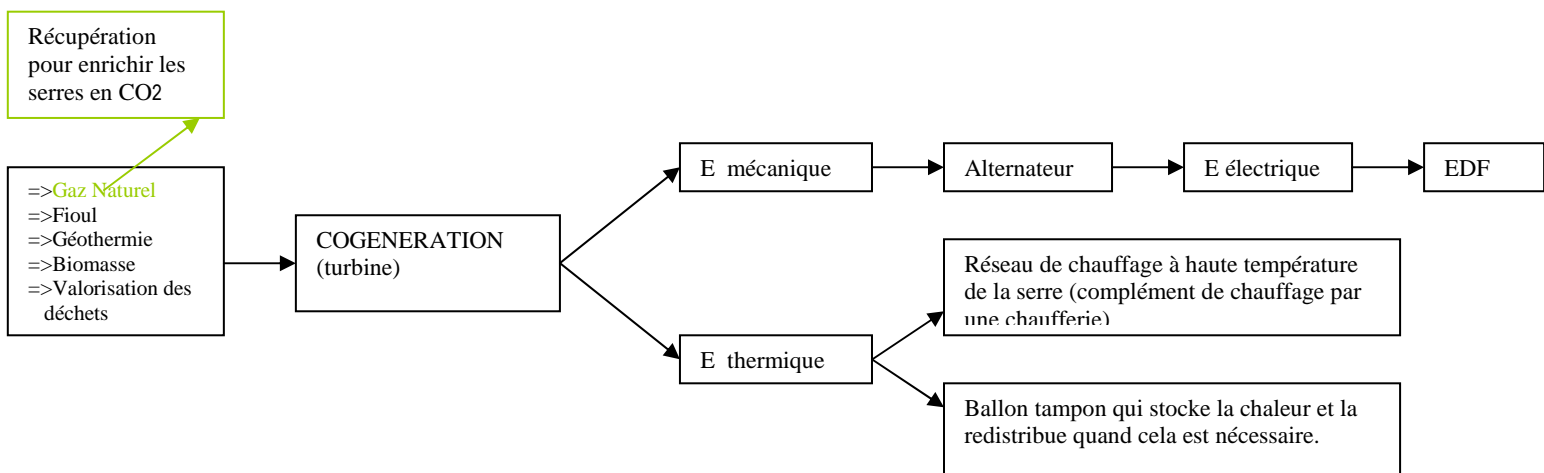 Récupération
pour enrichir les
serres en CO2
=>Gaz Naturel
=>Fioul
=>Géothermie
=>Biomasse
=>Valorisation des
déchets
COGENERATION
(turbine)
E mécanique
Alternateur
E électrique
EDF
Réseau de chauffage à haute température
de la serre (complément de chauffage par
une chaufferie)
E thermique
Ballon tampon qui stocke la chaleur et la
redistribue quand cela est nécessaire.